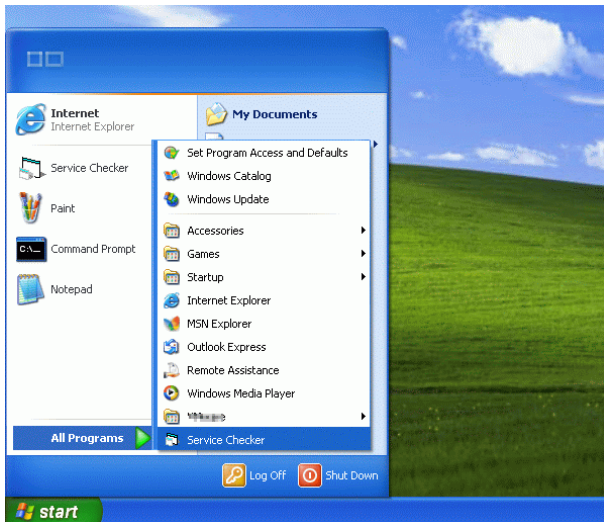 Internet
Internet Explorer
My Documents
Service Checker
Paint
C:\_
Command Prompt
Notepad
Set Program Access and Defaults
Windows Catalog
Windows Update
Accessories
Games
Startup
Internet Explorer
MSN Explorer
Outlook Express
Remote Assistance
Windows Media Player
Service Checker
All Programs
Log Off
Shut Down
start